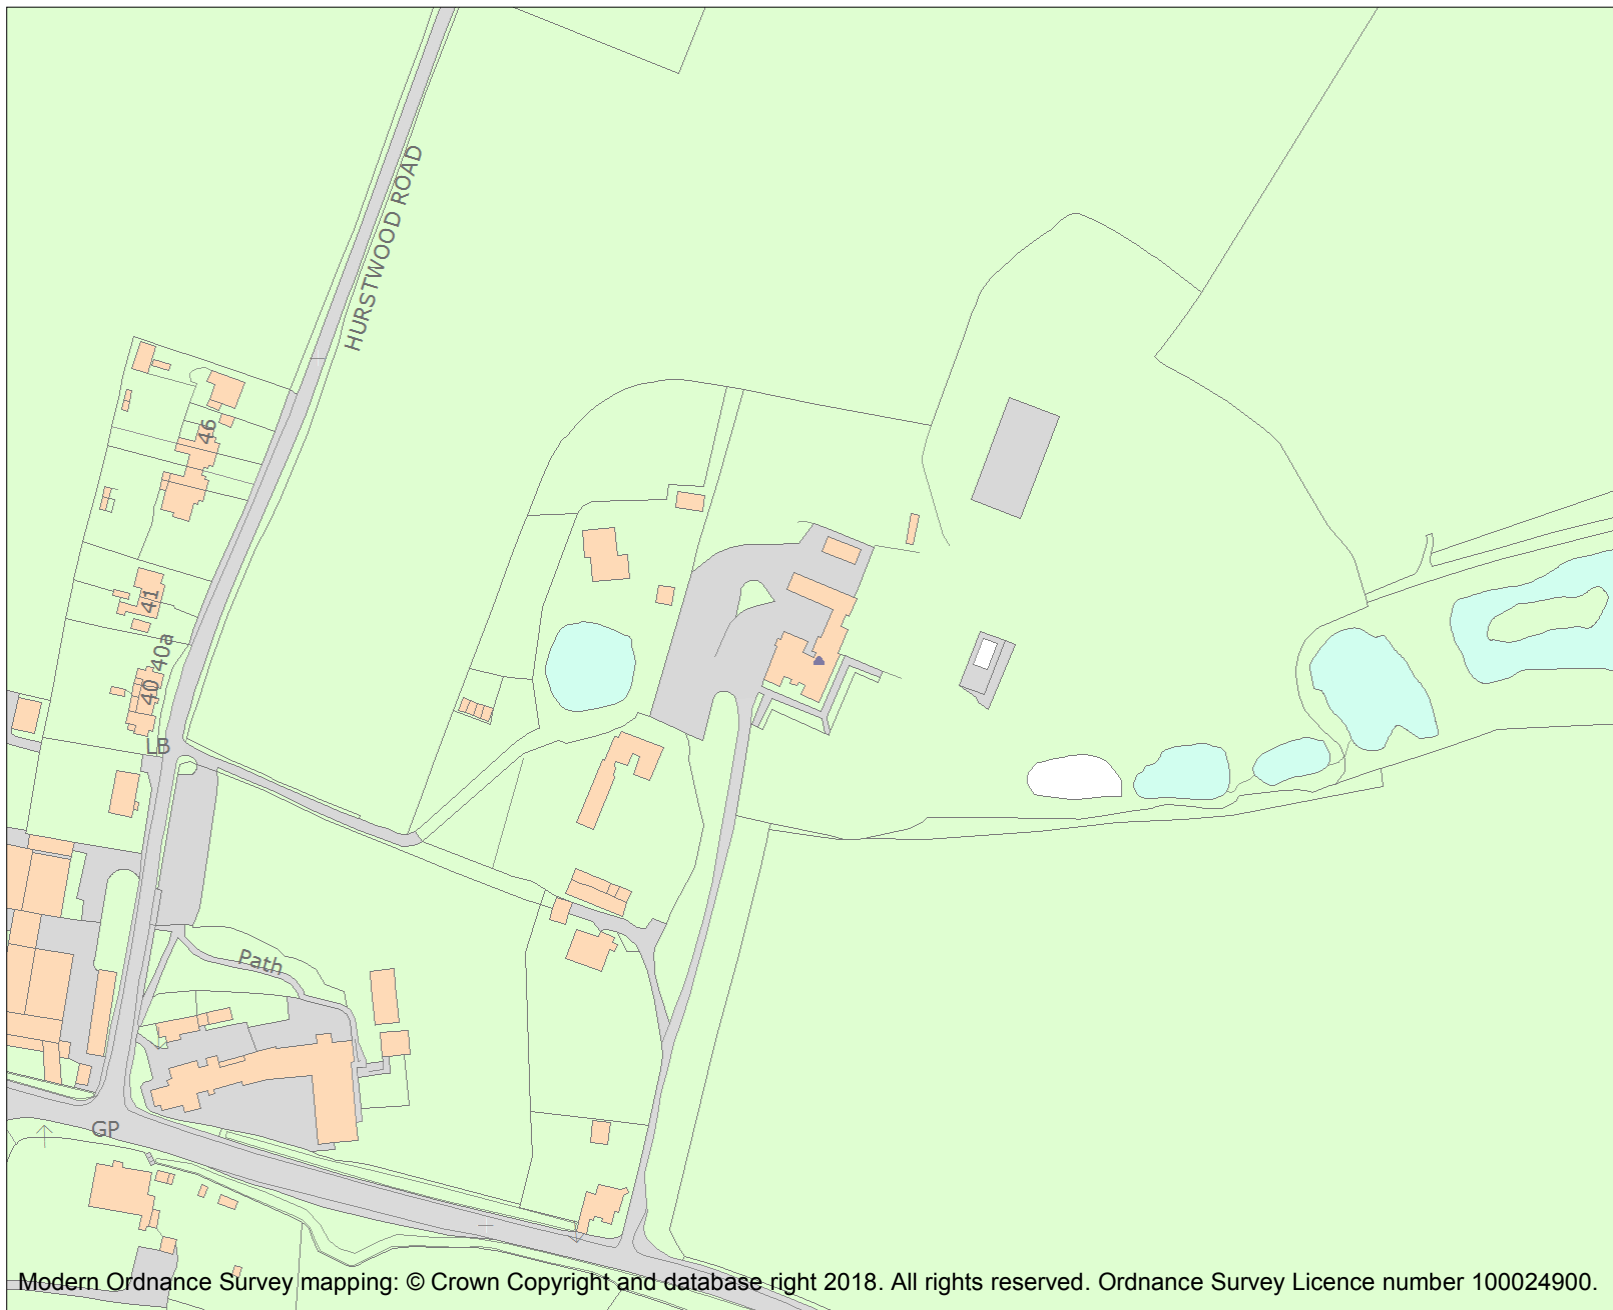 HURSTWOOD ROAD
46
41
40a
40
LB
Path
GP
Modern Ordnance Survey mapping: © Crown Copyright and database right 2018. All rights reserved. Ordnance Survey Licence number 100024900.